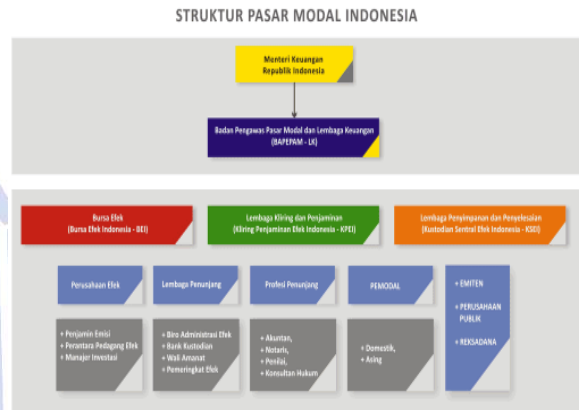 STRUKTUR PASAR MODAL INDONESIA
Menteri Keuangan
Republik Indonesia
Badan Pengawas Pasar Modal dan Lembaga Keuangan
(BAPEPAM - LK)
Bursa Efek
(Bursa Efek Indonesia - BEI)
Lembaga Kliring dan Penjaminan
(Kliring Penjaminan Efek Indonesia - KPEI)
Lembaga Penyimpanan dan Penyelesaian
(Kustodian Sentral Efek Indonesia - KSEI)
Perusahaan Efek
+ Penjamin Emisi
+ Perantara Pedagang Efek
+ Manajer Investasi
Lembaga Penunjang
+ Biro Administrasi Efek
+ Bank Kustodian
+ Wali Amanat
+ Pemeringkat Efek
Profesi Penunjang
+ Akuntan,
+ Notaris,
+ Penilai,
+ Konsultan Hukum
PEMODAL
+ Domestik,
+ Asing
+ EMITEN
+ PERUSAHAAN
PUBLIK
+ REKSADANA